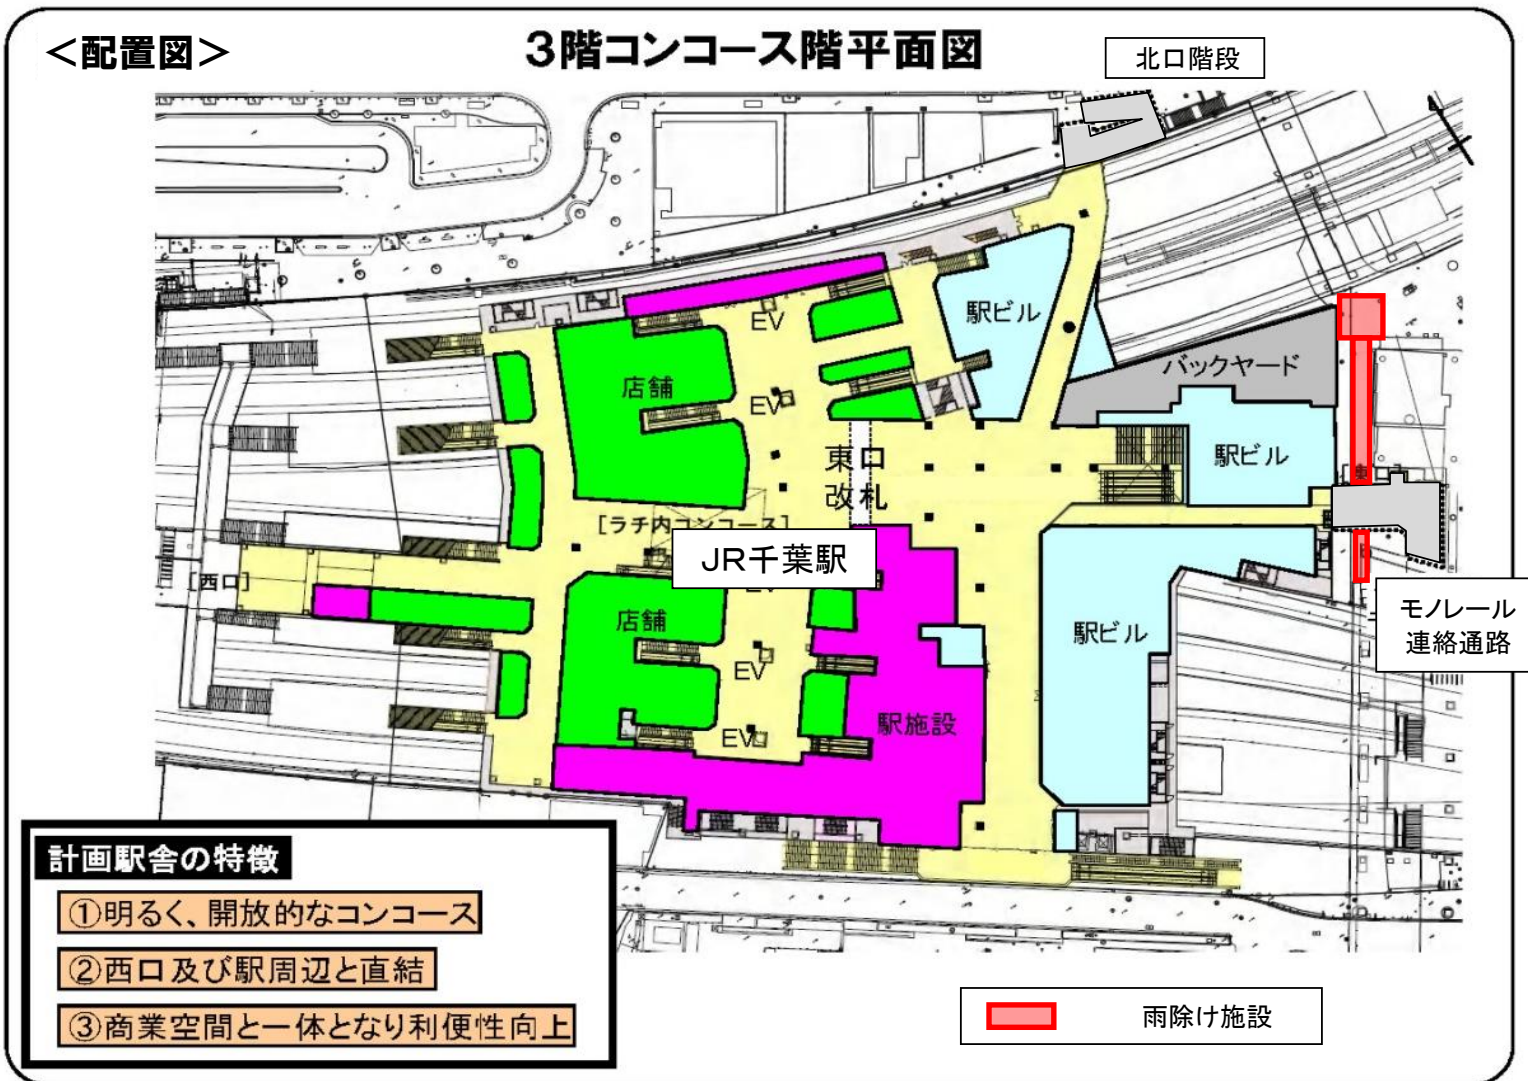 ＜配置図＞
3階コンコース階平面図
北口階段
駅ビル
EV
バックヤード
店舗
EV
東口
改札
駅ビル
［ラチ内コンコース］
JR千葉駅
西口
モノレール
連絡通路
店舗
駅ビル
EV
駅施設
EV
計画駅舎の特徴
①明るく、開放的なコンコース
②西口及び駅周辺と直結
③商業空間と一体となり利便性向上
雨除け施設